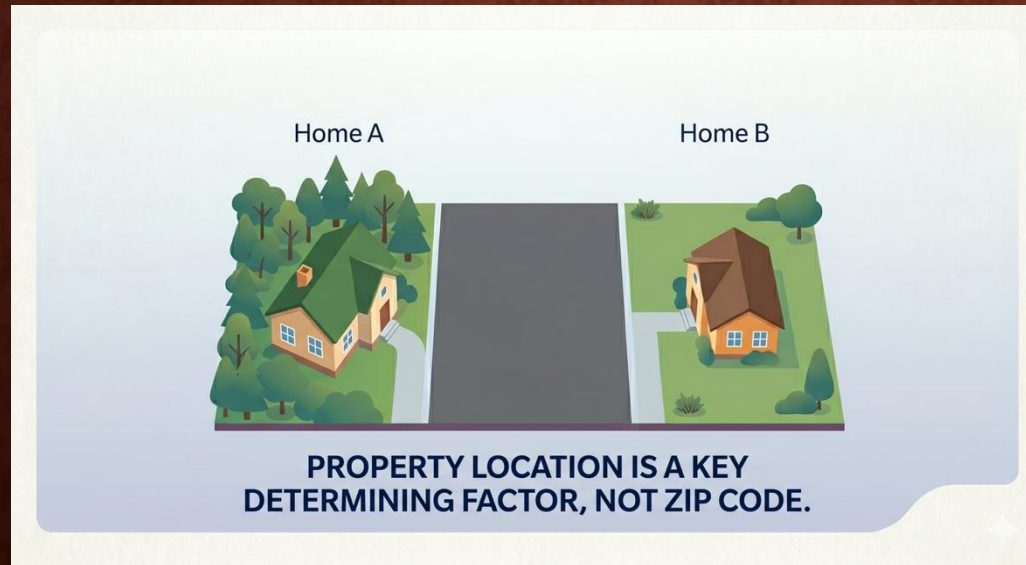 Home A
Home B
PROPERTY LOCATION IS A KEY
DETERMINING FACTOR, NOT ZIP CODE.